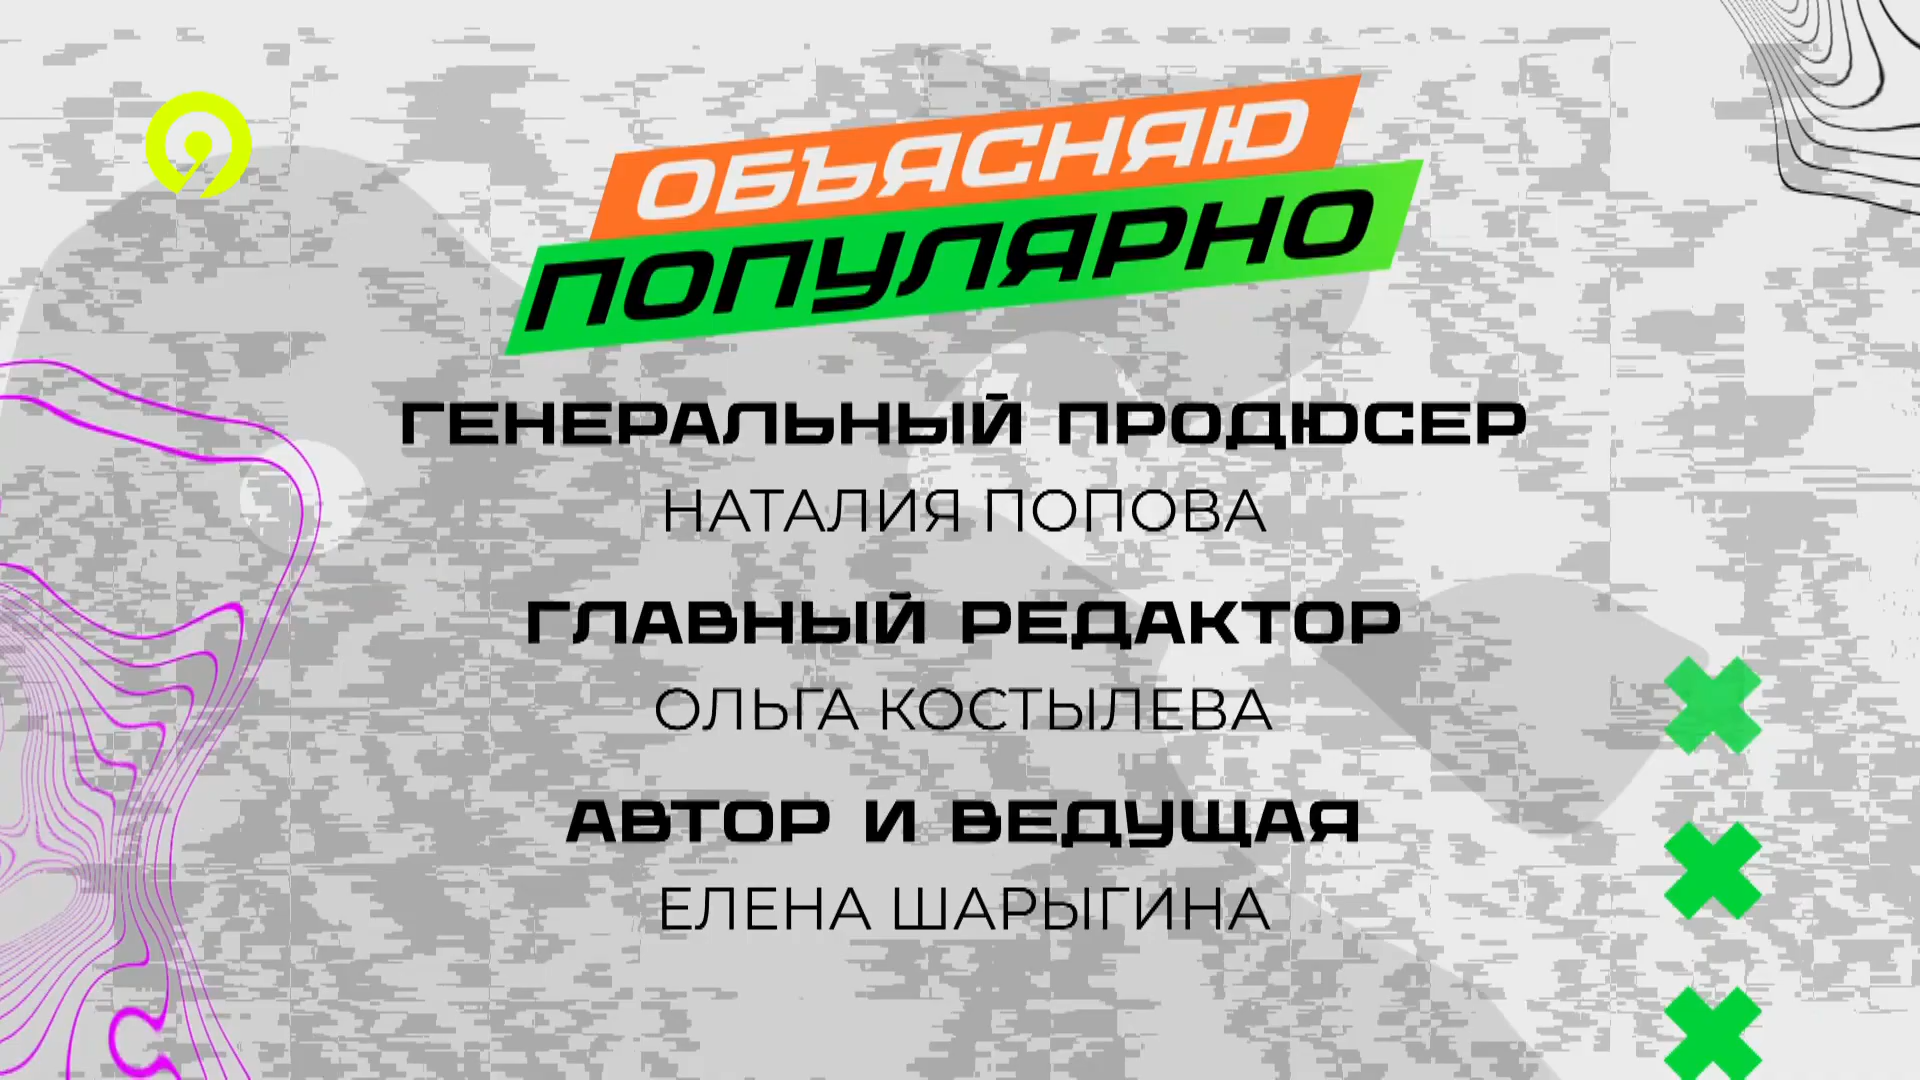 ОБЪЯСНЯЮ
ПОПУЛЯРНО
ГЕНЕРАЛЬНЫЙ ПРОДЮСЕР
НАТАЛИЯ ПОПОВА
ГЛАВНЫЙ РЕДАКТОР
ОЛЬГА КОСТЫЛЕВА
АВТОР И ВЕДУЩАЯ
ЕЛЕНА ШАРЫГИНА